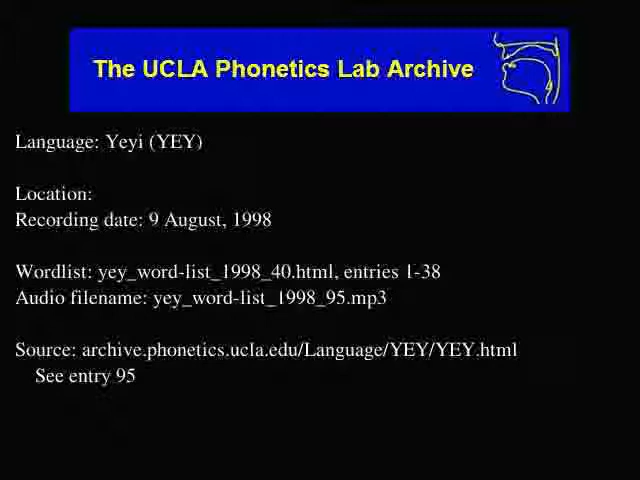 The UCLA Phonetics Lab Archive
Language: Yeyi (YEY)
Location:
Recording date: 9 August, 1998
Wordlist: yey_word-list_1998_40.html, entries 1-38
Audio filename: yey_word-list_1998_95.mp3
Source: archive.phonetics.ucla.edu/Language/YEY/YEY.html
See entry 95